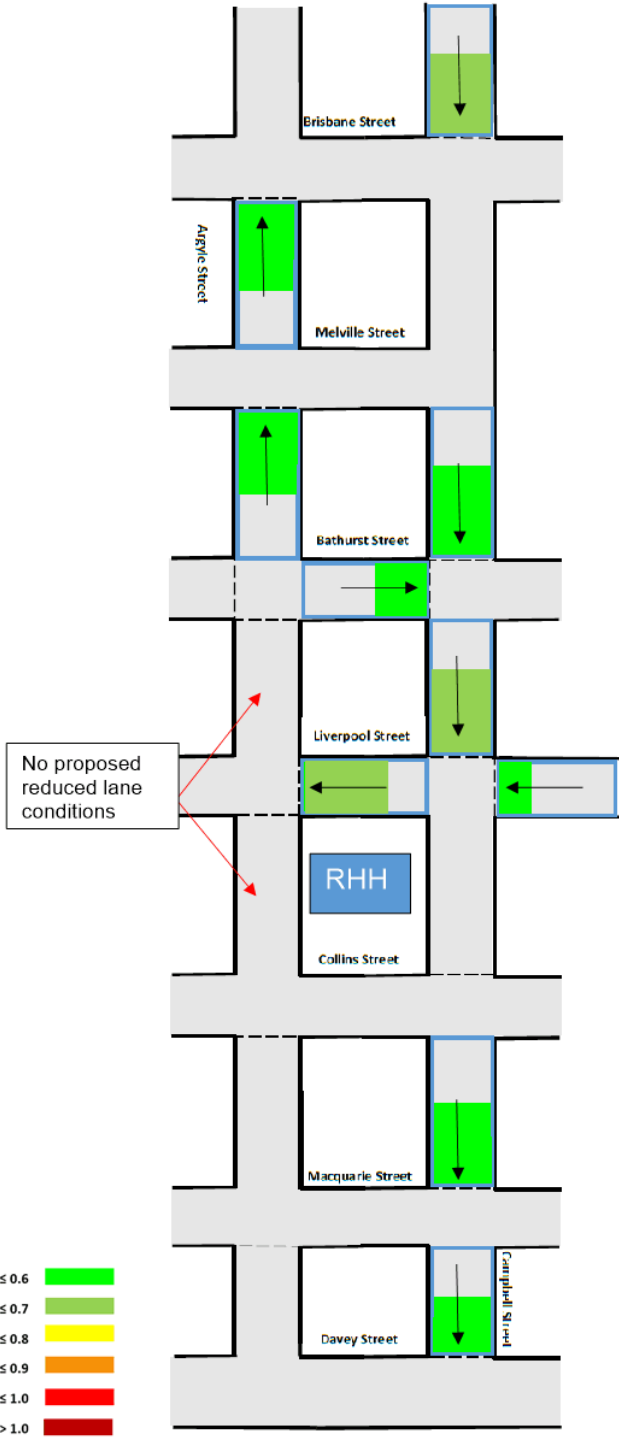 Brisbane Street
Argyle Street
Melville Street
Bathurst Street
Liverpool Street
No proposed
reduced lane
conditions
RHH
Collins Street
Macquarie Street
Campbell Street
Davey Street
≤ 0.6
≤ 0.7
≤ 0.8
≤ 0.9
≤ 1.0
> 1.0